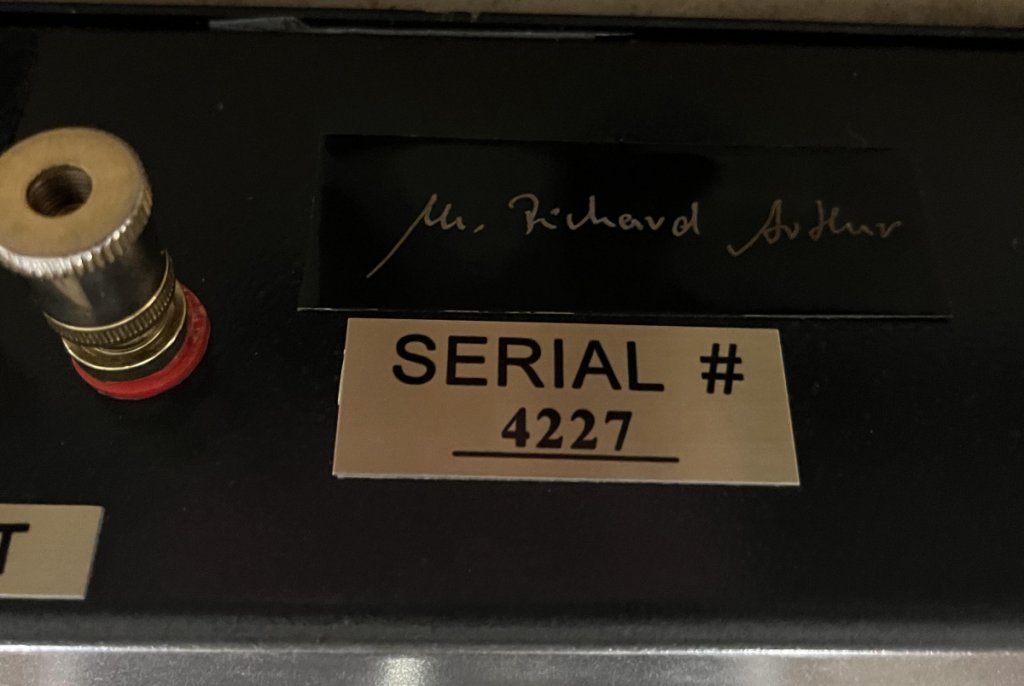 Mr. Richard Arthur
SERIAL #
4227
T